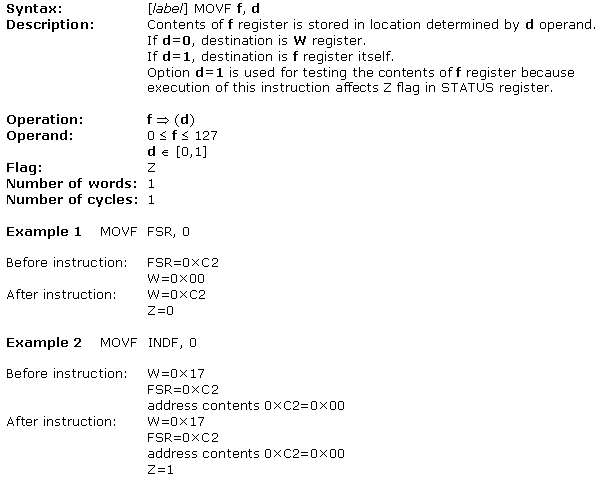 Syntax: [label] MOVF f, d
Description: Contents of f register is stored in location determined by d operand.
If d=0, destination is W register.
If d=1, destination is f register itself.
Option d=1 is used for testing the contents of f register because
execution of this instruction affects Z flag in STATUS register.
Operation: f ⇒ (d)
Operand: 0 ≤ f ≤ 127
d ∊ [0,1]
Flag: Z
Number of words: 1
Number of cycles: 1
Example 1 MOVF FSR, 0
Before instruction: FSR=0×C2
W=0×00
After instruction: W=0×C2
Z=0
Example 2 MOVF INDF, 0
Before instruction: W=0×17
FSR=0×C2
address contents 0×C2=0×00
After instruction: W=0×17
FSR=0×C2
address contents 0×C2=0×00
Z=1